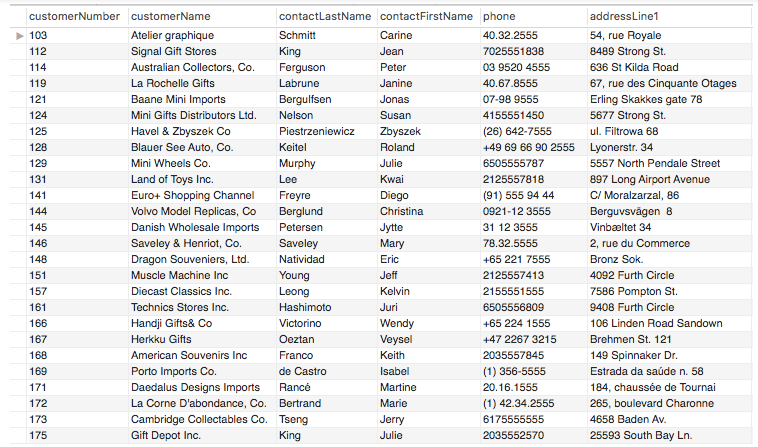 customerNumber customerName contactLastName contactFirstName phone addressLine1
103 Atelier graphique Schmitt Carine 40.32.2555 54, rue Royale
112 Signal Gift Stores King Jean 7025551838 8489 Strong St.
114 Australian Collectors, Co. Ferguson Peter 03 9520 4555 636 St Kilda Road
119 La Rochelle Gifts Labrune Janine 40.67.8555 67, rue des Cinquante Otages
121 Baane Mini Imports Bergulfsen Jonas 07-98 9555 Erling Skakkes gate 78
124 Mini Gifts Distributors Ltd. Nelson Susan 4155551450 5677 Strong St.
125 Havel & Zbyszek Co Piestrzeniewicz Zbyszek (26) 642-7555 ul. Filtrowa 68
128 Blauer See Auto, Co. Keitel Roland +49 69 66 90 2555 Lyonerstr. 34
129 Mini Wheels Co. Murphy Julie 6505555787 5557 North Pendale Street
131 Land of Toys Inc. Lee Kwai 2125557818 897 Long Airport Avenue
141 Euro+ Shopping Channel Freyre Diego (91) 555 94 44 C/ Moralzarzal, 86
144 Volvo Model Replicas, Co Berglund Christina 0921-12 3555 Berguvsvägen 8
145 Danish Wholesale Imports Petersen Jytte 31 12 3555 Vinbæltet 34
146 Saveley & Henriot, Co. Saveley Mary 78.32.5555 2, rue du Commerce
148 Dragon Souveniers, Ltd. Natividad Eric +65 221 7555 Bronz Sok.
151 Muscle Machine Inc Young Jeff 2125557413 4092 Furth Circle
157 Diecast Classics Inc. Leong Kelvin 2155551555 7586 Pompton St.
161 Technics Stores Inc. Hashimoto Juri 6505556809 9408 Furth Circle
166 Handji Gifts& Co Victorino Wendy +65 224 1555 106 Linden Road Sandown
167 Herkku Gifts Oeztan Veysel +47 2267 3215 Brehmen St. 121
168 American Souvenirs Inc Franco Keith 2035557845 149 Spinnaker Dr.
169 Porto Imports Co. de Castro Isabel (1) 356-5555 Estrada da saúde n. 58
171 Daedalus Designs Imports Rancé Martine 20.16.1555 184, chaussée de Tournai
172 La Corne D'abondance, Co. Bertrand Marie (1) 42.34.2555 265, boulevard Charonne
173 Cambridge Collectables Co. Tseng Jerry 6175555555 4658 Baden Av.
175 Gift Depot Inc. King Julie 2035552570 25593 South Bay Ln.